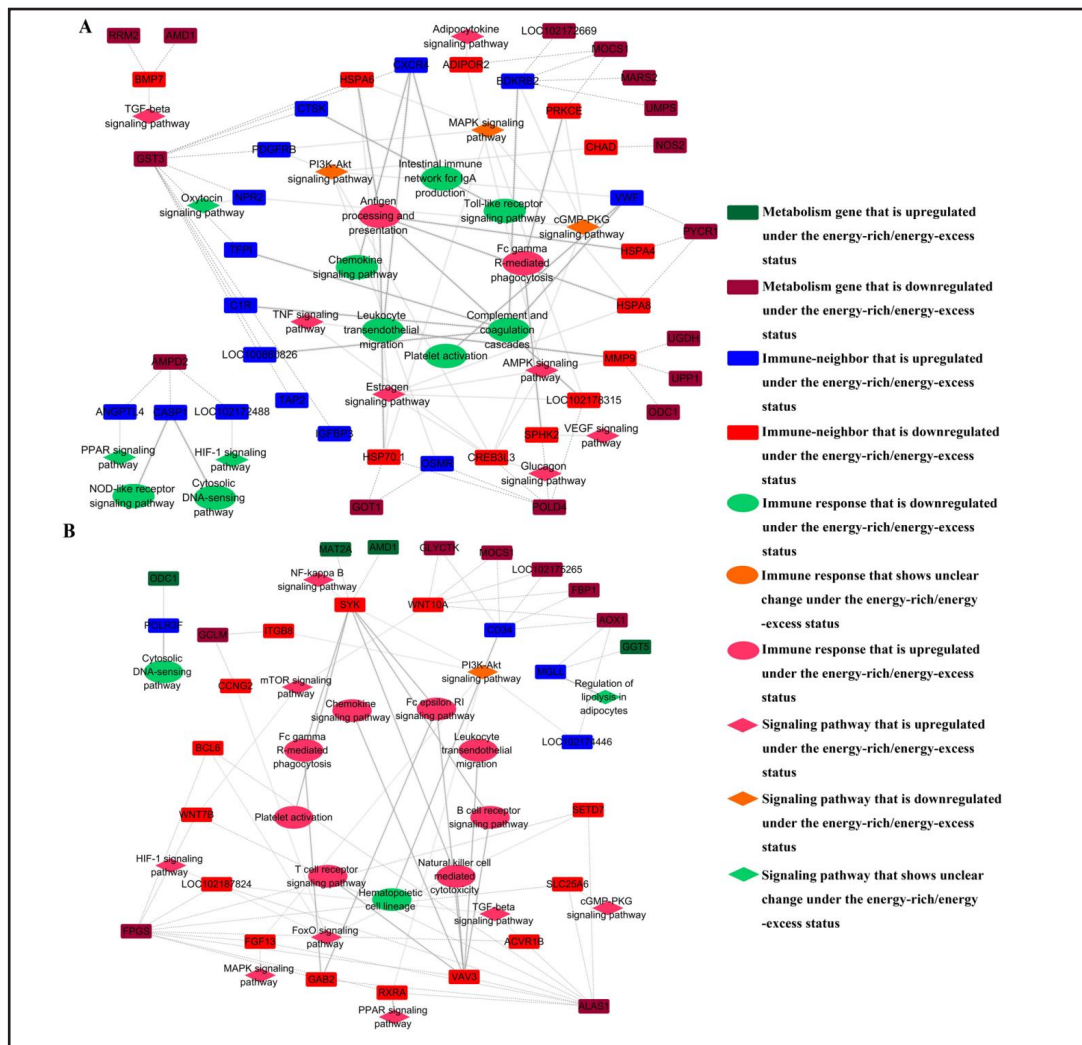 A
RRM2
AMD1
BMP7
TGF-beta
signaling pathway
GST3
Adipocytokine
signaling pathway
CXCR4
ADIPOR2
LOC102172669
MOCS1
BDKRB2
MARS2
UMPS
HSPA6
CTSK
MAPK signaling
pathway
PRKCE
CHAD
NOS2
PDGFRB
PI3K-Akt
signaling pathway
Intestinal immune
network for IgA
production
Oxytocin
signaling pathway
NPR2
Antigen
processing and
presentation
Toll-like receptor
signaling pathway
VWF
cGMP-PKG
signaling pathway
PYCR1
TFPI
Chemokine
signaling pathway
Fc gamma
R-mediated
phagocytosis
HSPA4
HSPA8
CTR
TNF signaling
pathway
Leukocyte
transendothelial
migration
Complement and
coagulation
cascades
LOC100860826
Platelet activation
MMP9
UGDH
UPP1
ODC1
AMPD2
ANGPTL4
CASP1
LOC102172488
TAP2
IGFBP3
Estrogen
signaling pathway
AMPK signaling
pathway
LOC102178315
SPHK2
VEGF signaling
pathway
PPAR signaling
pathway
HIF-1 signaling
pathway
NOD-like receptor
signaling pathway
Cytosolic
DNA-sensing
pathway
HSP70.1
OSMR
CREB3L3
Glucagon
signaling pathway
GOT1
POLD4
B
MAT2A
AMD1
GLYCTK
MOCS1
LOC102175265
FBP1
AOX1
GGT5
ODC1
NF-kappa B
signaling pathway
SYK
WNT10A
CD34
GCLM
ITGB8
Cytosolic
DNA-sensing
pathway
CCNG2
mTOR signaling
pathway
PI3K-Akt
signaling pathway
MGLL
Regulation of
lipolysis in
adipocytes
Chemokine
signaling pathway
Fc epsilon RI
signaling pathway
Fc gamma
R-mediated
phagocytosis
Leukocyte
transendothelial
migration
BCL6
WNT7B
Platelet activation
B cell receptor
signaling pathway
SETD7
HIF-1 signaling
pathway
LOC102187824
T cell receptor
signaling pathway
Natural killer cell
mediated
cytotoxicity
SLC25A6
Hematopoietic
cell lineage
TGF-beta
signaling pathway
cGMP-PKG
signaling pathway
FPGS
FGF13
FoxO signaling
pathway
ACVR1B
MAPK signaling
pathway
GAB2
VAV3
RXRA
PPAR signaling
pathway
ALAS1
Metabolism gene that is upregulated
under the energy-rich/energy-excess
status
Metabolism gene that is downregulated
under the energy-rich/energy-excess
status
Immune-neighbor that is upregulated
under the energy-rich/energy-excess
status
Immune-neighbor that is downregulated
under the energy-rich/energy-excess
status
Immune response that is downregulated
under the energy-rich/energy-excess
status
Immune response that shows unclear
change under the energy-rich/energy
-excess status
Immune response that is upregulated
under the energy-rich/energy-excess
status
Signaling pathway that is upregulated
under the energy-rich/energy-excess
status
Signaling pathway that is downregulated
under the energy-rich/energy-excess
status
Signaling pathway that shows unclear
change under the energy-rich/energy
-excess status